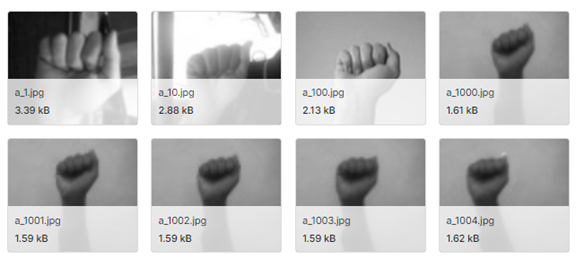 a_1.jpg
3.39 kB
a_10.jpg
2.88 kB
a_100.jpg
2.13 kB
a_1000.jpg
1.61 kB
a_1001.jpg
1.59 kB
a_1002.jpg
1.59 kB
a_1003.jpg
1.59 kB
a_1004.jpg
1.62 kB